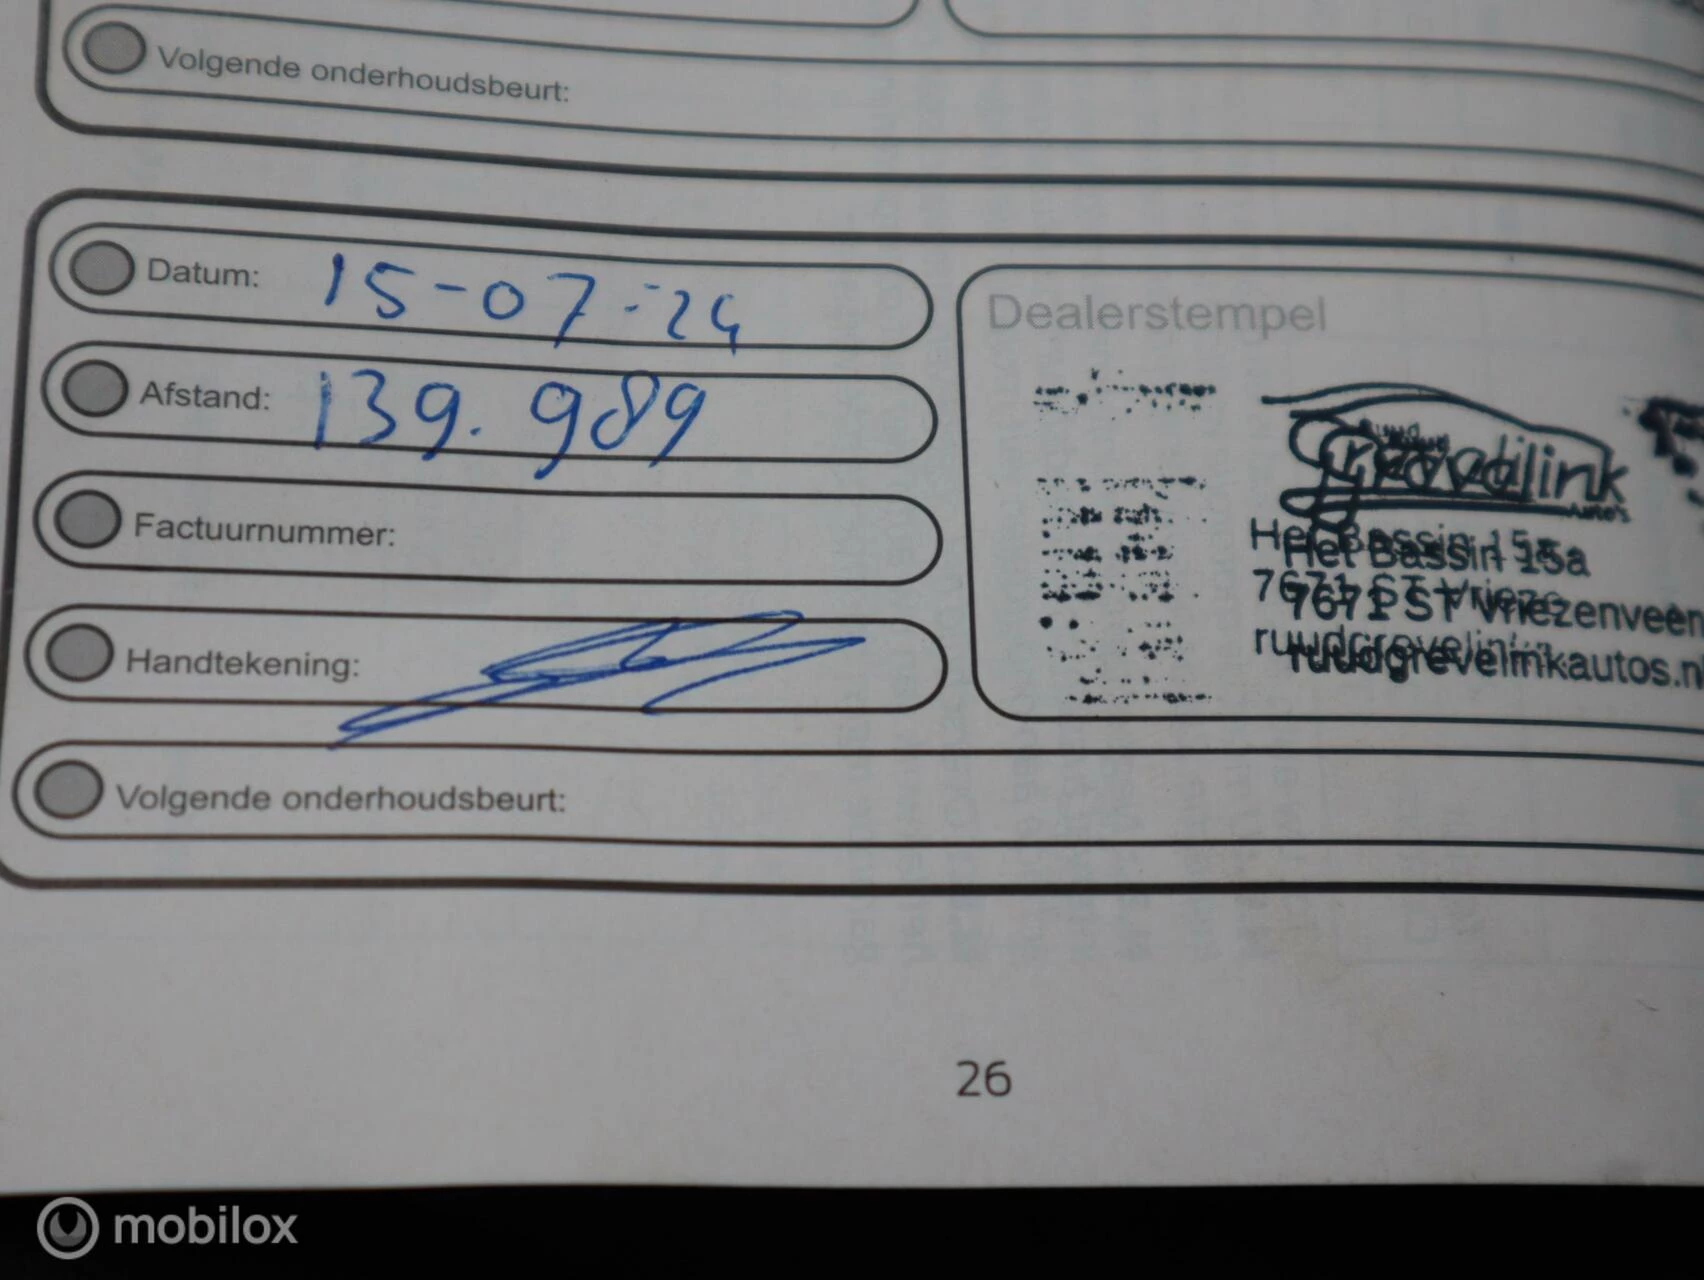 Volgende onderhoudsbeurt:
Datum: 15-07-24
Afstand: 139.989
Factuurnummer:
Handtekening:
Volgende onderhoudsbeurt:
Dealerstempel
Het Bassin 15a
7671 ST Vriezenveen
ruudgrevelinkautos.nl
26
mobilox